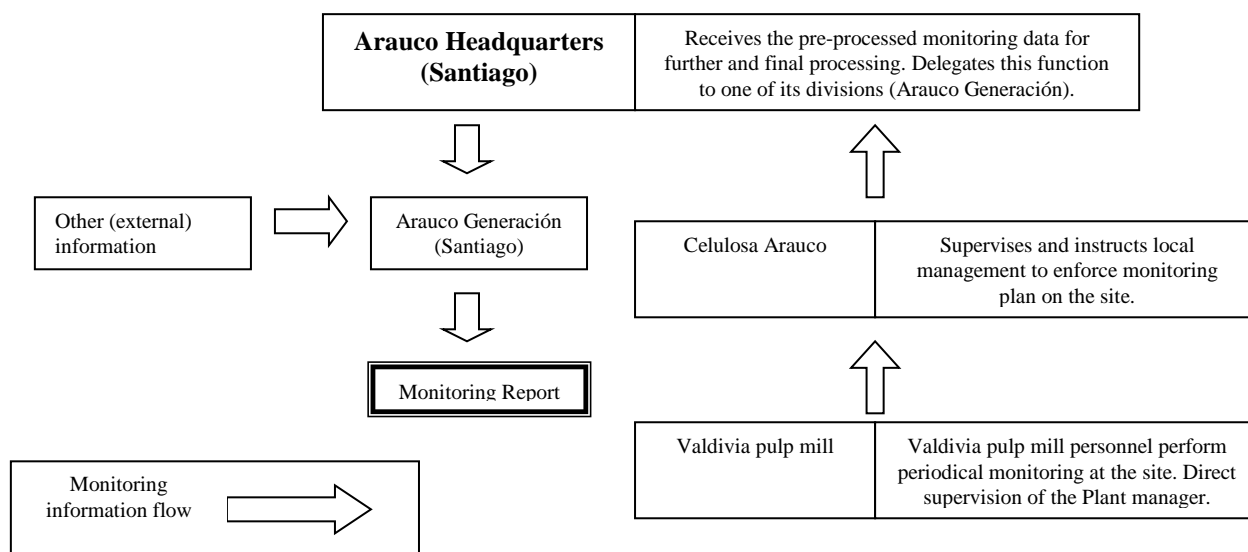 Arauco Headquarters
(Santiago)
Receives the pre-processed monitoring data for
further and final processing. Delegates this function
to one of its divisions (Arauco Generación).
Other (external)
information
Arauco Generación
(Santiago)
Celulosa Arauco
Supervises and instructs local
management to enforce monitoring
plan on the site.
Monitoring Report
Valdivia pulp mill
Valdivia pulp mill personnel perform
periodical monitoring at the site. Direct
supervision of the Plant manager.
Monitoring
information flow